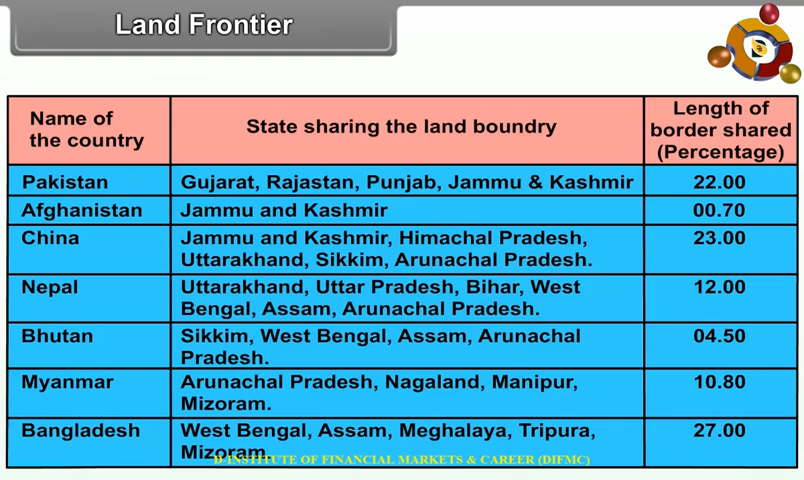 Land Frontier
Name of
the country
State sharing the land boundry
Length of
border shared
(Percentage)
Pakistan
Gujarat, Rajastan, Punjab, Jammu & Kashmir
22.00
Afghanistan
Jammu and Kashmir
00.70
China
Jammu and Kashmir, Himachal Pradesh,
Uttarakhand, Sikkim, Arunachal Pradesh.
23.00
Nepal
Uttarakhand, Uttar Pradesh, Bihar, West
Bengal, Assam, Arunachal Pradesh.
12.00
Bhutan
Sikkim, West Bengal, Assam, Arunachal
Pradesh.
04.50
Myanmar
Arunachal Pradesh, Nagaland, Manipur,
Mizoram.
10.80
Bangladesh
West Bengal, Assam, Meghalaya, Tripura,
Mizoram.
27.00
D INSTITUTE OF FINANCIAL MARKETS & CAREER (DIFMC)